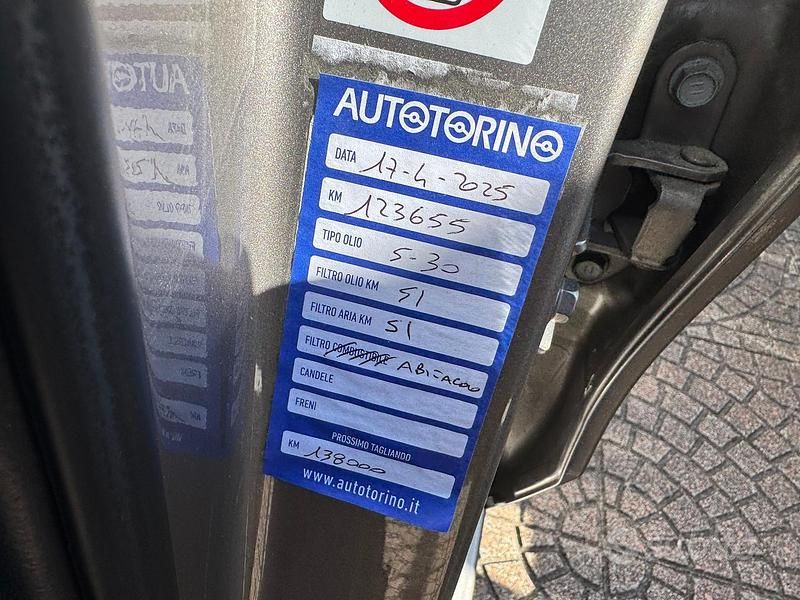 AUTOTORINO
DATA 17-4-2025
KM 123655
TIPO OLIO 5-30
FILTRO OLIO KM SI
FILTRO ARIA KM SI
FILTRO COMBUSTIBILE ABITACOLO
CANDELE
FRENI
PROSSIMO TAGLIANDO
KM 138000
www.autotorino.it